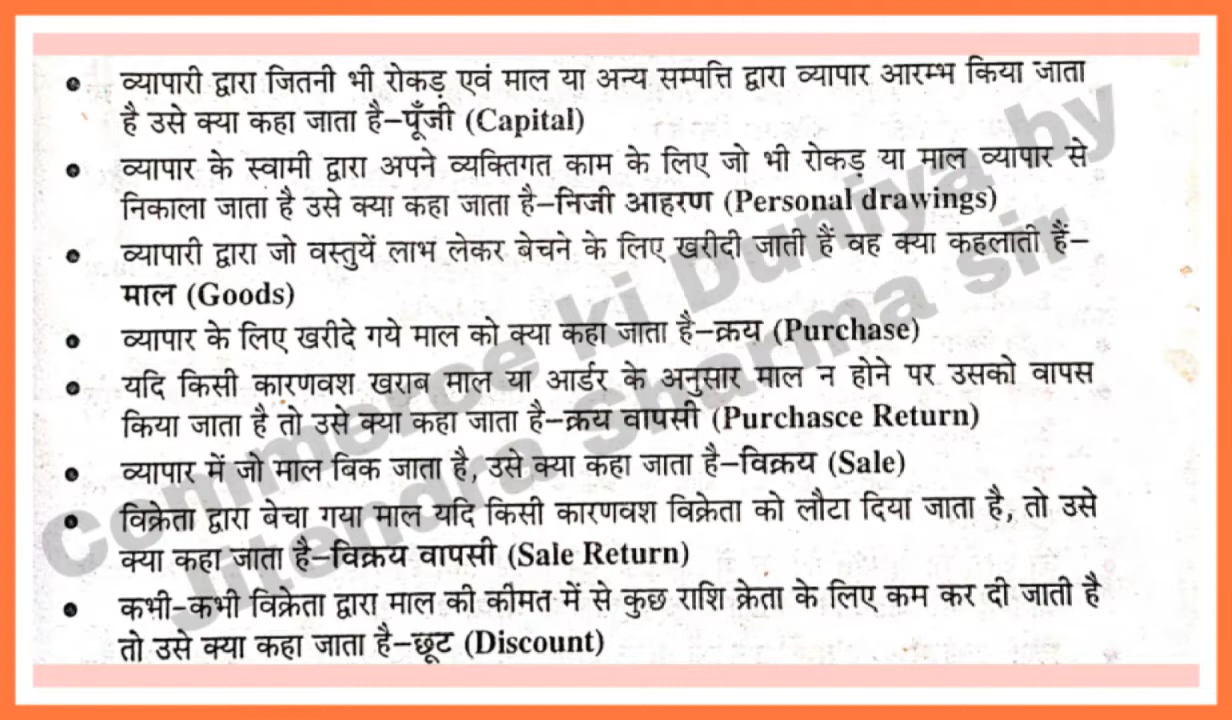 • व्यापारी द्वारा जितनी भी रोकड़ एवं माल या अन्य सम्पत्ति द्वारा व्यापार आरम्भ किया जाता
है उसे क्या कहा जाता है–पूँजी (Capital)
• व्यापार के स्वामी द्वारा अपने व्यक्तिगत काम के लिए जो भी रोकड़ या माल व्यापार से
निकाला जाता है उसे क्या कहा जाता है–निजी आहरण (Personal drawings)
• व्यापारी द्वारा जो वस्तुयें लाभ लेकर बेचने के लिए खरीदी जाती हैं वह क्या कहलाती हैं–
माल (Goods)
• व्यापार के लिए खरीदे गये माल को क्या कहा जाता है–क्रय (Purchase)
• यदि किसी कारणवश खराब माल या आर्डर के अनुसार माल न होने पर उसको वापस
किया जाता है तो उसे क्या कहा जाता है–क्रय वापसी (Purchasce Return)
• व्यापार में जो माल बिक जाता है, उसे क्या कहा जाता है–विक्रय (Sale)
• विक्रेता द्वारा बेचा गया माल यदि किसी कारणवश विक्रेता को लौटा दिया जाता है, तो उसे
क्या कहा जाता है–विक्रय वापसी (Sale Return)
• कभी-कभी विक्रेता द्वारा माल की कीमत में से कुछ राशि क्रेता के लिए कम कर दी जाती है
तो उसे क्या कहा जाता है–छूट (Discount)
Commerce ki Duniya by
Jitendra Sharma sir